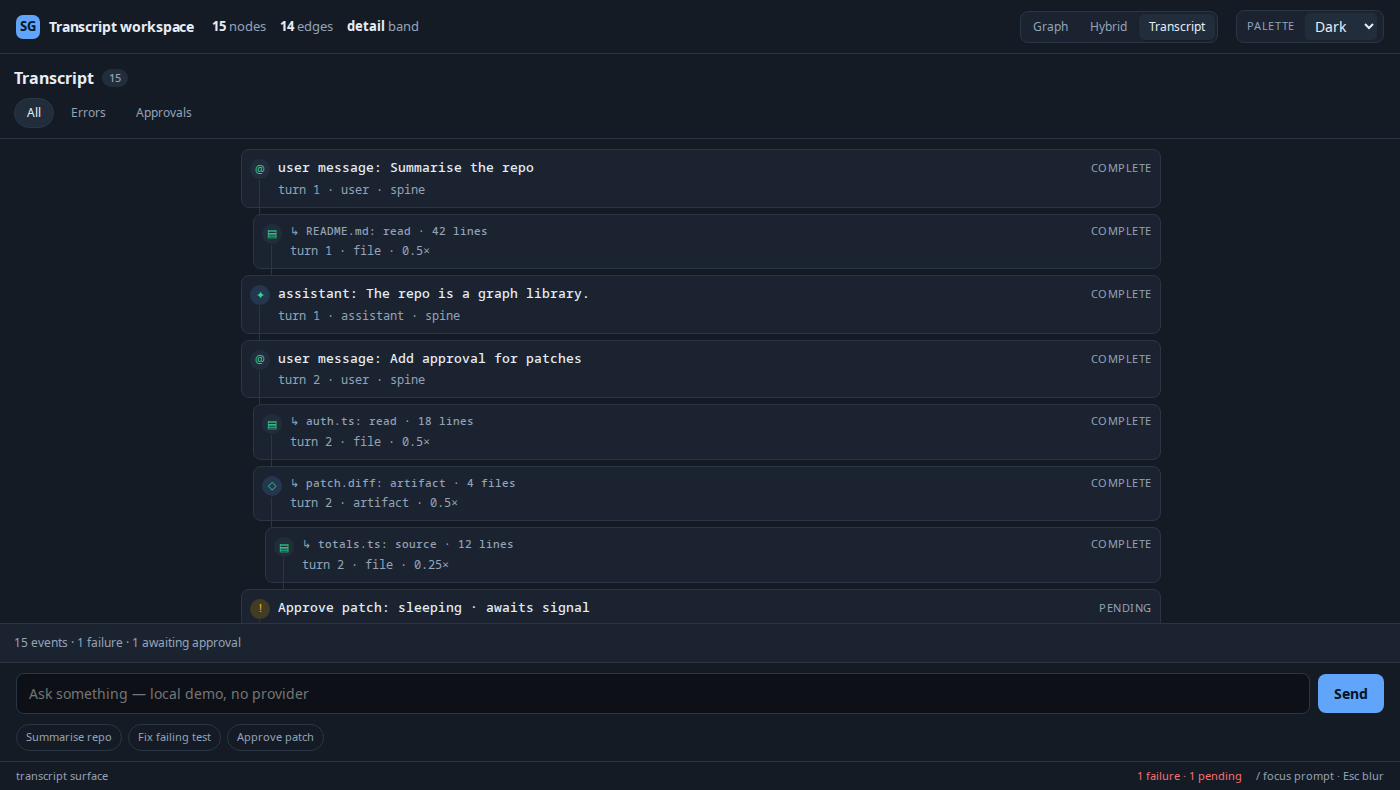 SG Transcript workspace 15 nodes 14 edges detail band Graph Hybrid Transcript PALETTE Dark
Transcript 15
All Errors Approvals
@ user message: Summarise the repo COMPLETE
turn 1 · user · spine
↳ README.md: read · 42 lines COMPLETE
turn 1 · file · 0.5×
assistant: The repo is a graph library. COMPLETE
turn 1 · assistant · spine
@ user message: Add approval for patches COMPLETE
turn 2 · user · spine
↳ auth.ts: read · 18 lines COMPLETE
turn 2 · file · 0.5×
↳ patch.diff: artifact · 4 files COMPLETE
turn 2 · artifact · 0.5×
↳ totals.ts: source · 12 lines COMPLETE
turn 2 · file · 0.25×
! Approve patch: sleeping · awaits signal PENDING
15 events · 1 failure · 1 awaiting approval
Ask something — local demo, no provider Send
Summarise repo Fix failing test Approve patch
transcript surface 1 failure · 1 pending / focus prompt · Esc blur